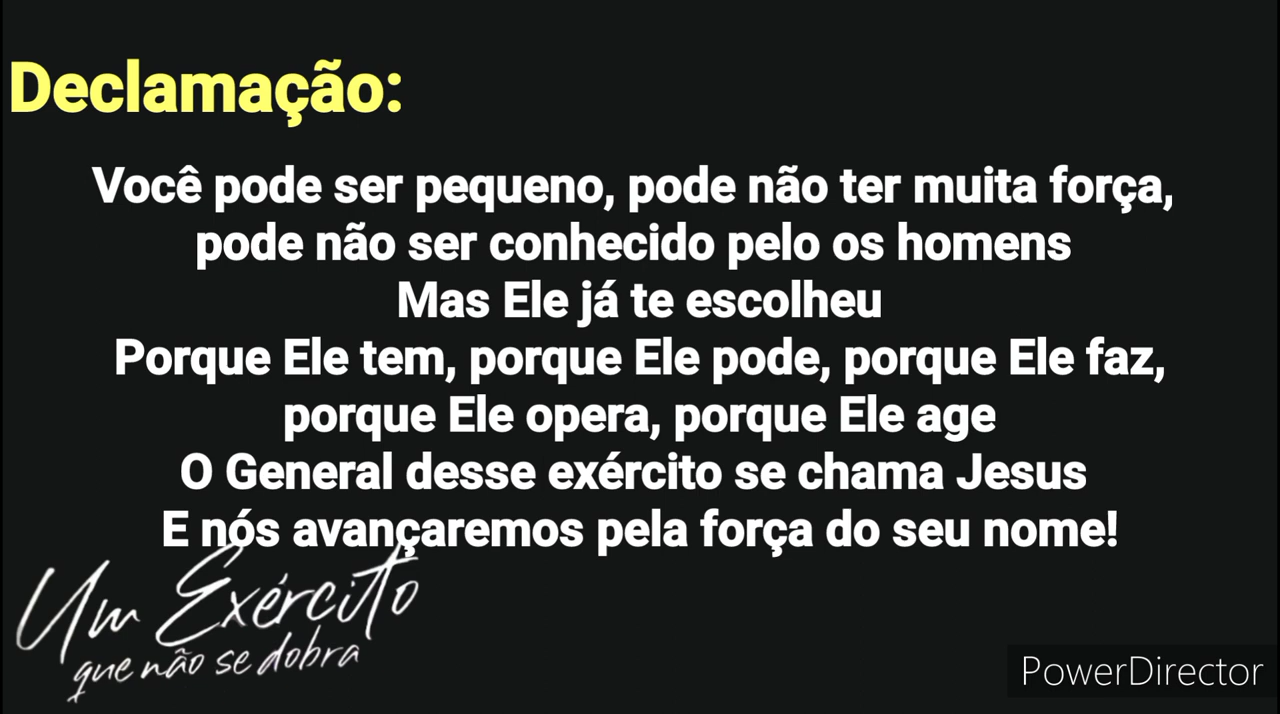 Declamação:
Você pode ser pequeno, pode não ter muita força,
pode não ser conhecido pelo os homens
Mas Ele já te escolheu
Porque Ele tem, porque Ele pode, porque Ele faz,
porque Ele opera, porque Ele age
O General desse exército se chama Jesus
E nós avançaremos pela força do seu nome!
Um Exército
que não se dobra
PowerDirector